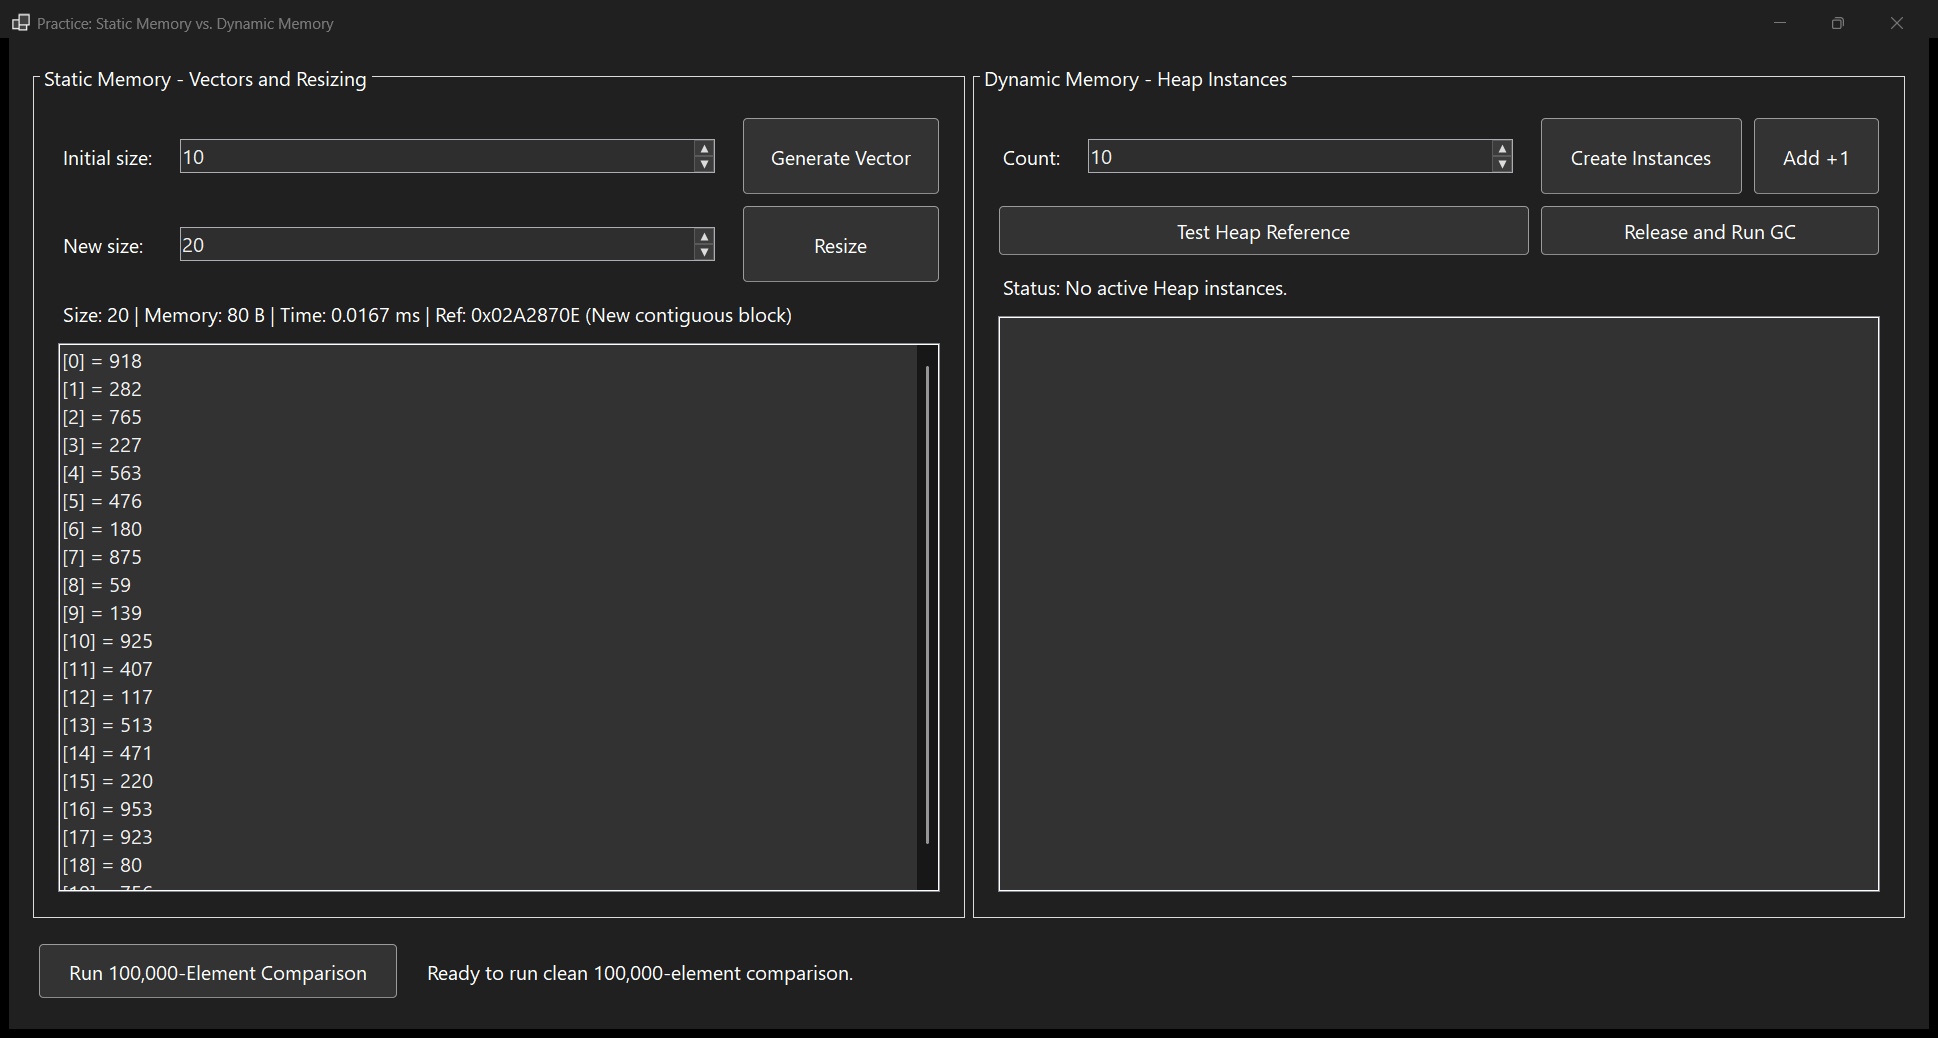 Practice: Static Memory vs. Dynamic Memory
Static Memory - Vectors and Resizing
Initial size:
10
Generate Vector
New size:
20
Resize
Size: 20 | Memory: 80 B | Time: 0.0167 ms | Ref: 0x02A2870E (New contiguous block)
[0] = 918
[1] = 282
[2] = 765
[3] = 227
[4] = 563
[5] = 476
[6] = 180
[7] = 875
[8] = 59
[9] = 139
[10] = 925
[11] = 407
[12] = 117
[13] = 513
[14] = 471
[15] = 220
[16] = 953
[17] = 923
[18] = 80
Dynamic Memory - Heap Instances
Count:
10
Create Instances
Add +1
Test Heap Reference
Release and Run GC
Status: No active Heap instances.
Run 100,000-Element Comparison
Ready to run clean 100,000-element comparison.